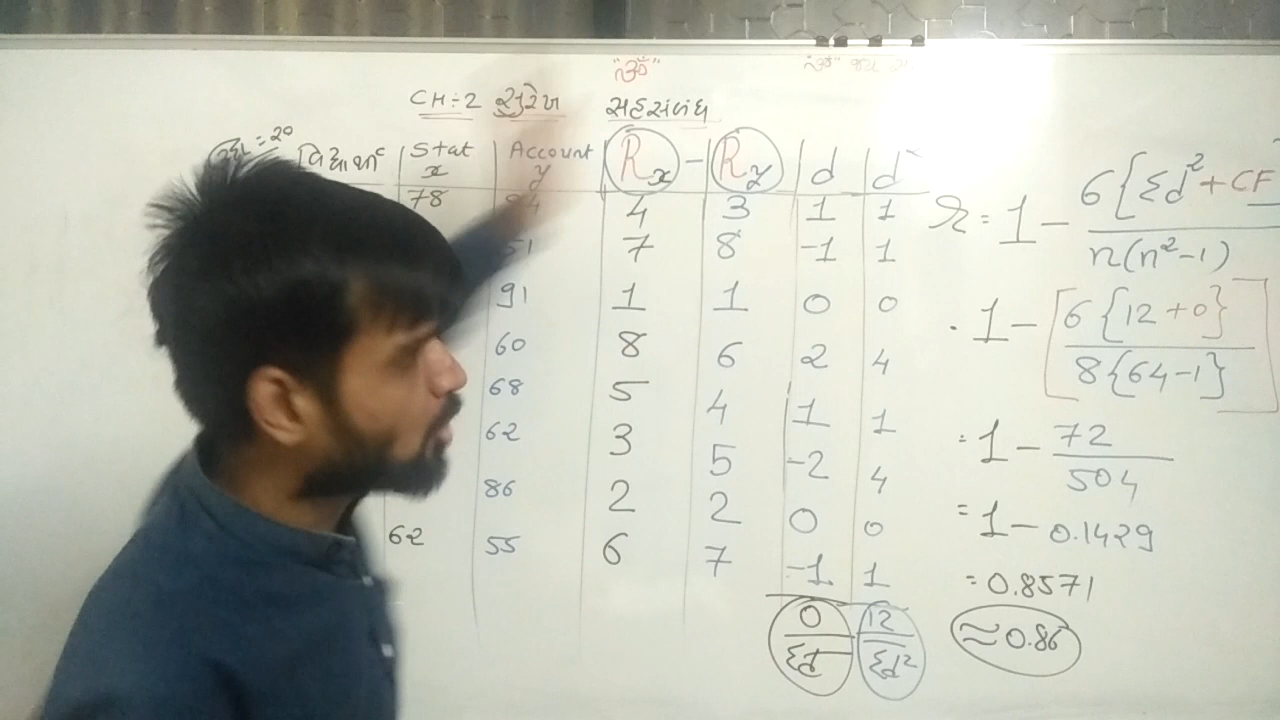 "ૐ"
CH÷2 સુરેખ સહસંબંધ
= 20
વિદ્યાર્થી | Stat x | Account y | Rx - Ry | d | d²
78 4 3 1 1
51 7 8 -1 1
91 1 1 0 0
60 8 6 2 4
68 5 4 1 1
62 3 5 -2 4
86 2 2 0 0
62 55 6 7 -1 1
0 12
Σd Σd²
r = 1 - 6{Σd² + CF
n(n²-1)
1 - [6{12+0}
8{64-1}]
= 1 - 72
504
= 1 - 0.1429
= 0.8571
≈ 0.86